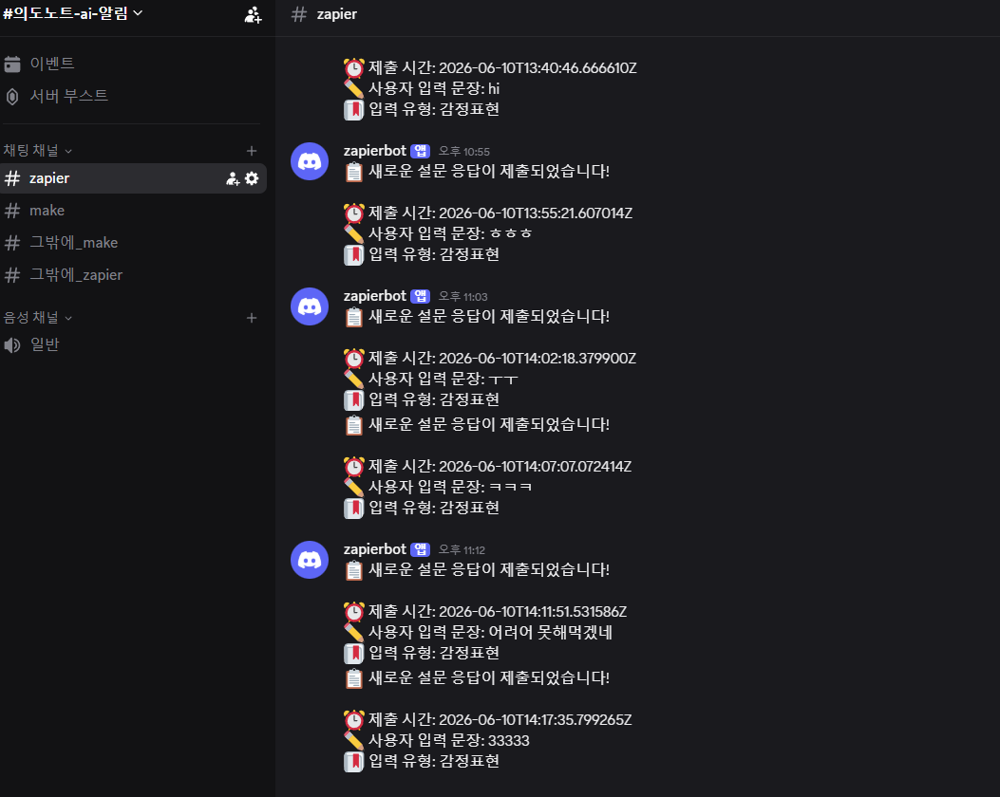 #의도노트-ai-알림
이벤트
서버 부스트
채팅 채널
zapier
make
그밖에_make
그밖에_zapier
음성 채널
일반
# zapier
제출 시간: 2026-06-10T13:40:46.666610Z
사용자 입력 문장: hi
입력 유형: 감정표현
zapierbot 앱 오후 10:55
새로운 설문 응답이 제출되었습니다!
제출 시간: 2026-06-10T13:55:21.607014Z
사용자 입력 문장: ㅎㅎㅎ
입력 유형: 감정표현
zapierbot 앱 오후 11:03
새로운 설문 응답이 제출되었습니다!
제출 시간: 2026-06-10T14:02:18.379900Z
사용자 입력 문장: ㅜㅜ
입력 유형: 감정표현
새로운 설문 응답이 제출되었습니다!
제출 시간: 2026-06-10T14:07:07.072414Z
사용자 입력 문장: ㅋㅋㅋ
입력 유형: 감정표현
zapierbot 앱 오후 11:12
새로운 설문 응답이 제출되었습니다!
제출 시간: 2026-06-10T14:11:51.531586Z
사용자 입력 문장: 어려어 못해먹겠네
입력 유형: 감정표현
새로운 설문 응답이 제출되었습니다!
제출 시간: 2026-06-10T14:17:35.799265Z
사용자 입력 문장: 33333
입력 유형: 감정표현